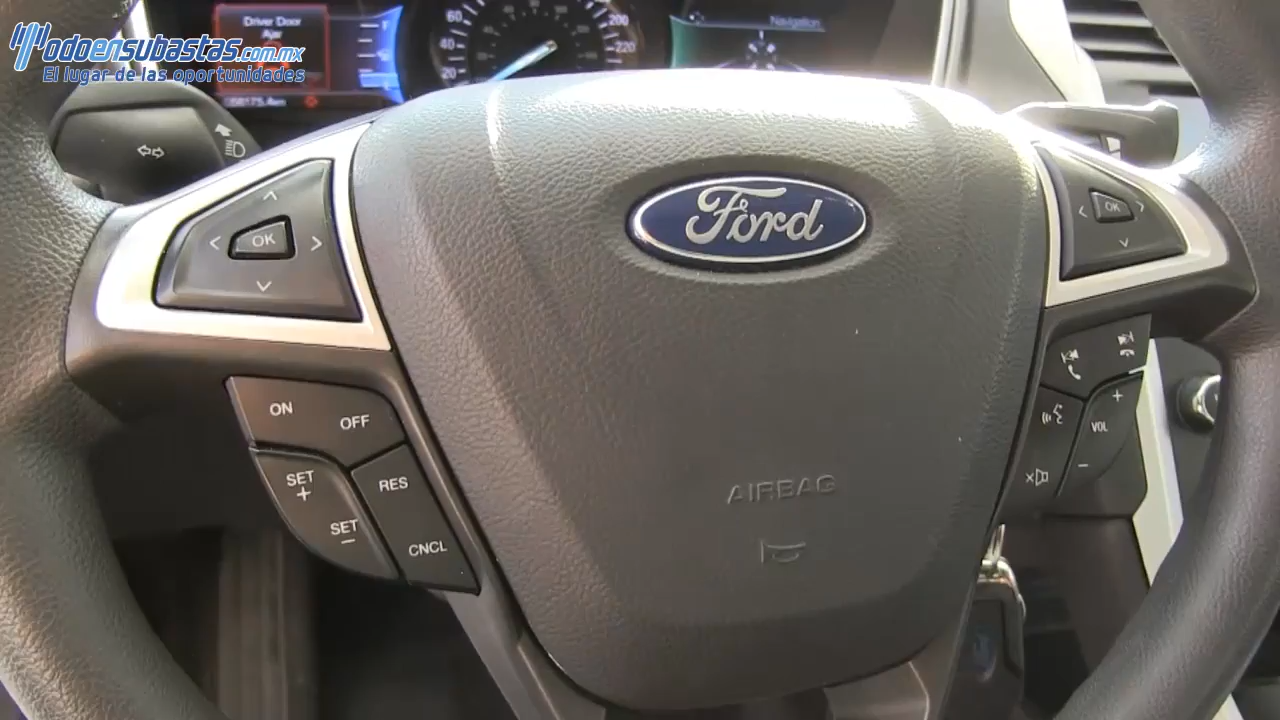 Todoensubastas.com.mx
El lugar de las oportunidades
Driver Door
Ajar
60
40
20
200
220
Navigation
OK
Ford
OK
ON
OFF
SET
+
RES
SET
-
CNCL
+
VOL
-
AIRBAG